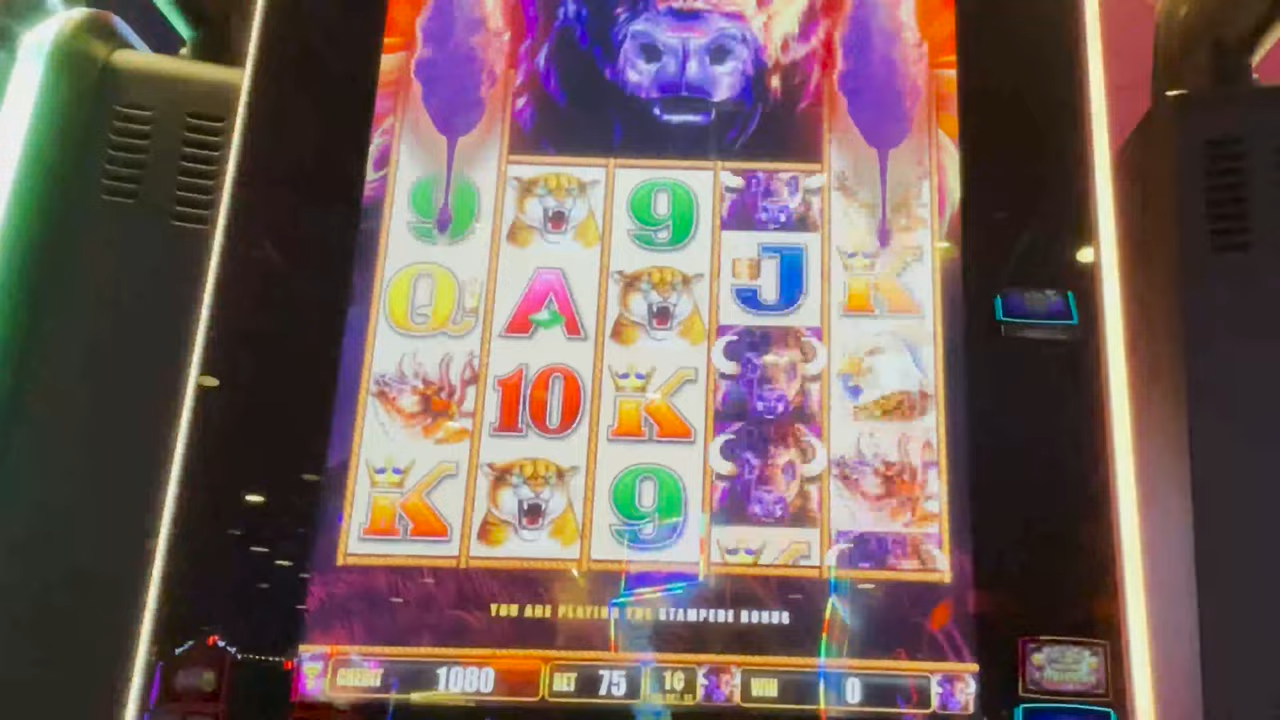 9 9
Q A J K
10 K
K 9 K
YOU ARE PLAYING THE STAMPEDE BONUS
CREDIT 1080 BET 75 1¢ WIN 0